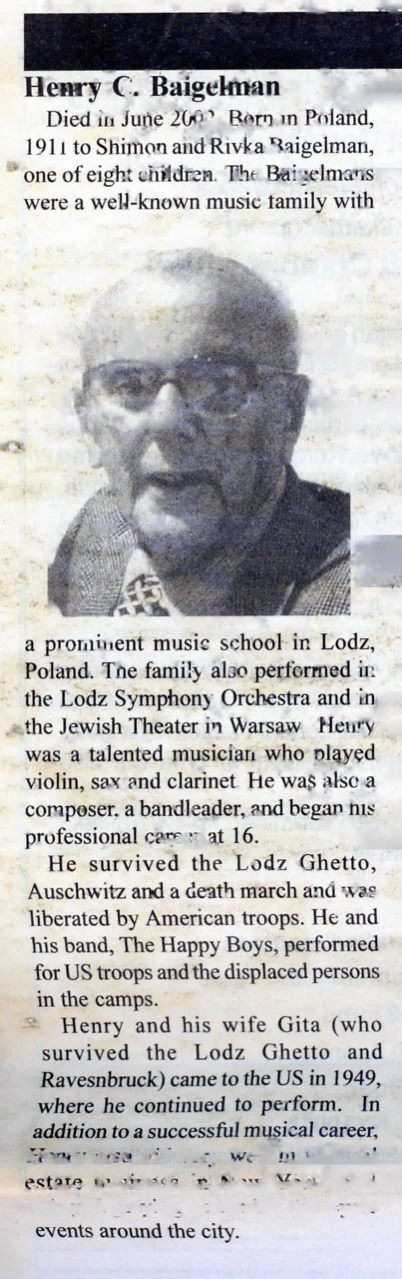 Henry C. Baigelman
Died in June Born in Poland,
1911 to Shimon and Rivka Baigelman,
one of eight children. The Baigelmans
were a well-known music family with
a prominent music school in Lodz,
Poland. The family also performed in
the Lodz Symphony Orchestra and in
the Jewish Theater in Warsaw Henry
was a talented musician who played
violin, sax and clarinet. He was also a
composer, a bandleader, and began his
professional career at 16.
He survived the Lodz Ghetto,
Auschwitz and a death march and was
liberated by American troops. He and
his band, The Happy Boys, performed
for US troops and the displaced persons
in the camps.
Henry and his wife Gita (who
survived the Lodz Ghetto and
Ravesnbruck) came to the US in 1949,
where he continued to perform. In
addition to a successful musical career,
estate
events around the city.